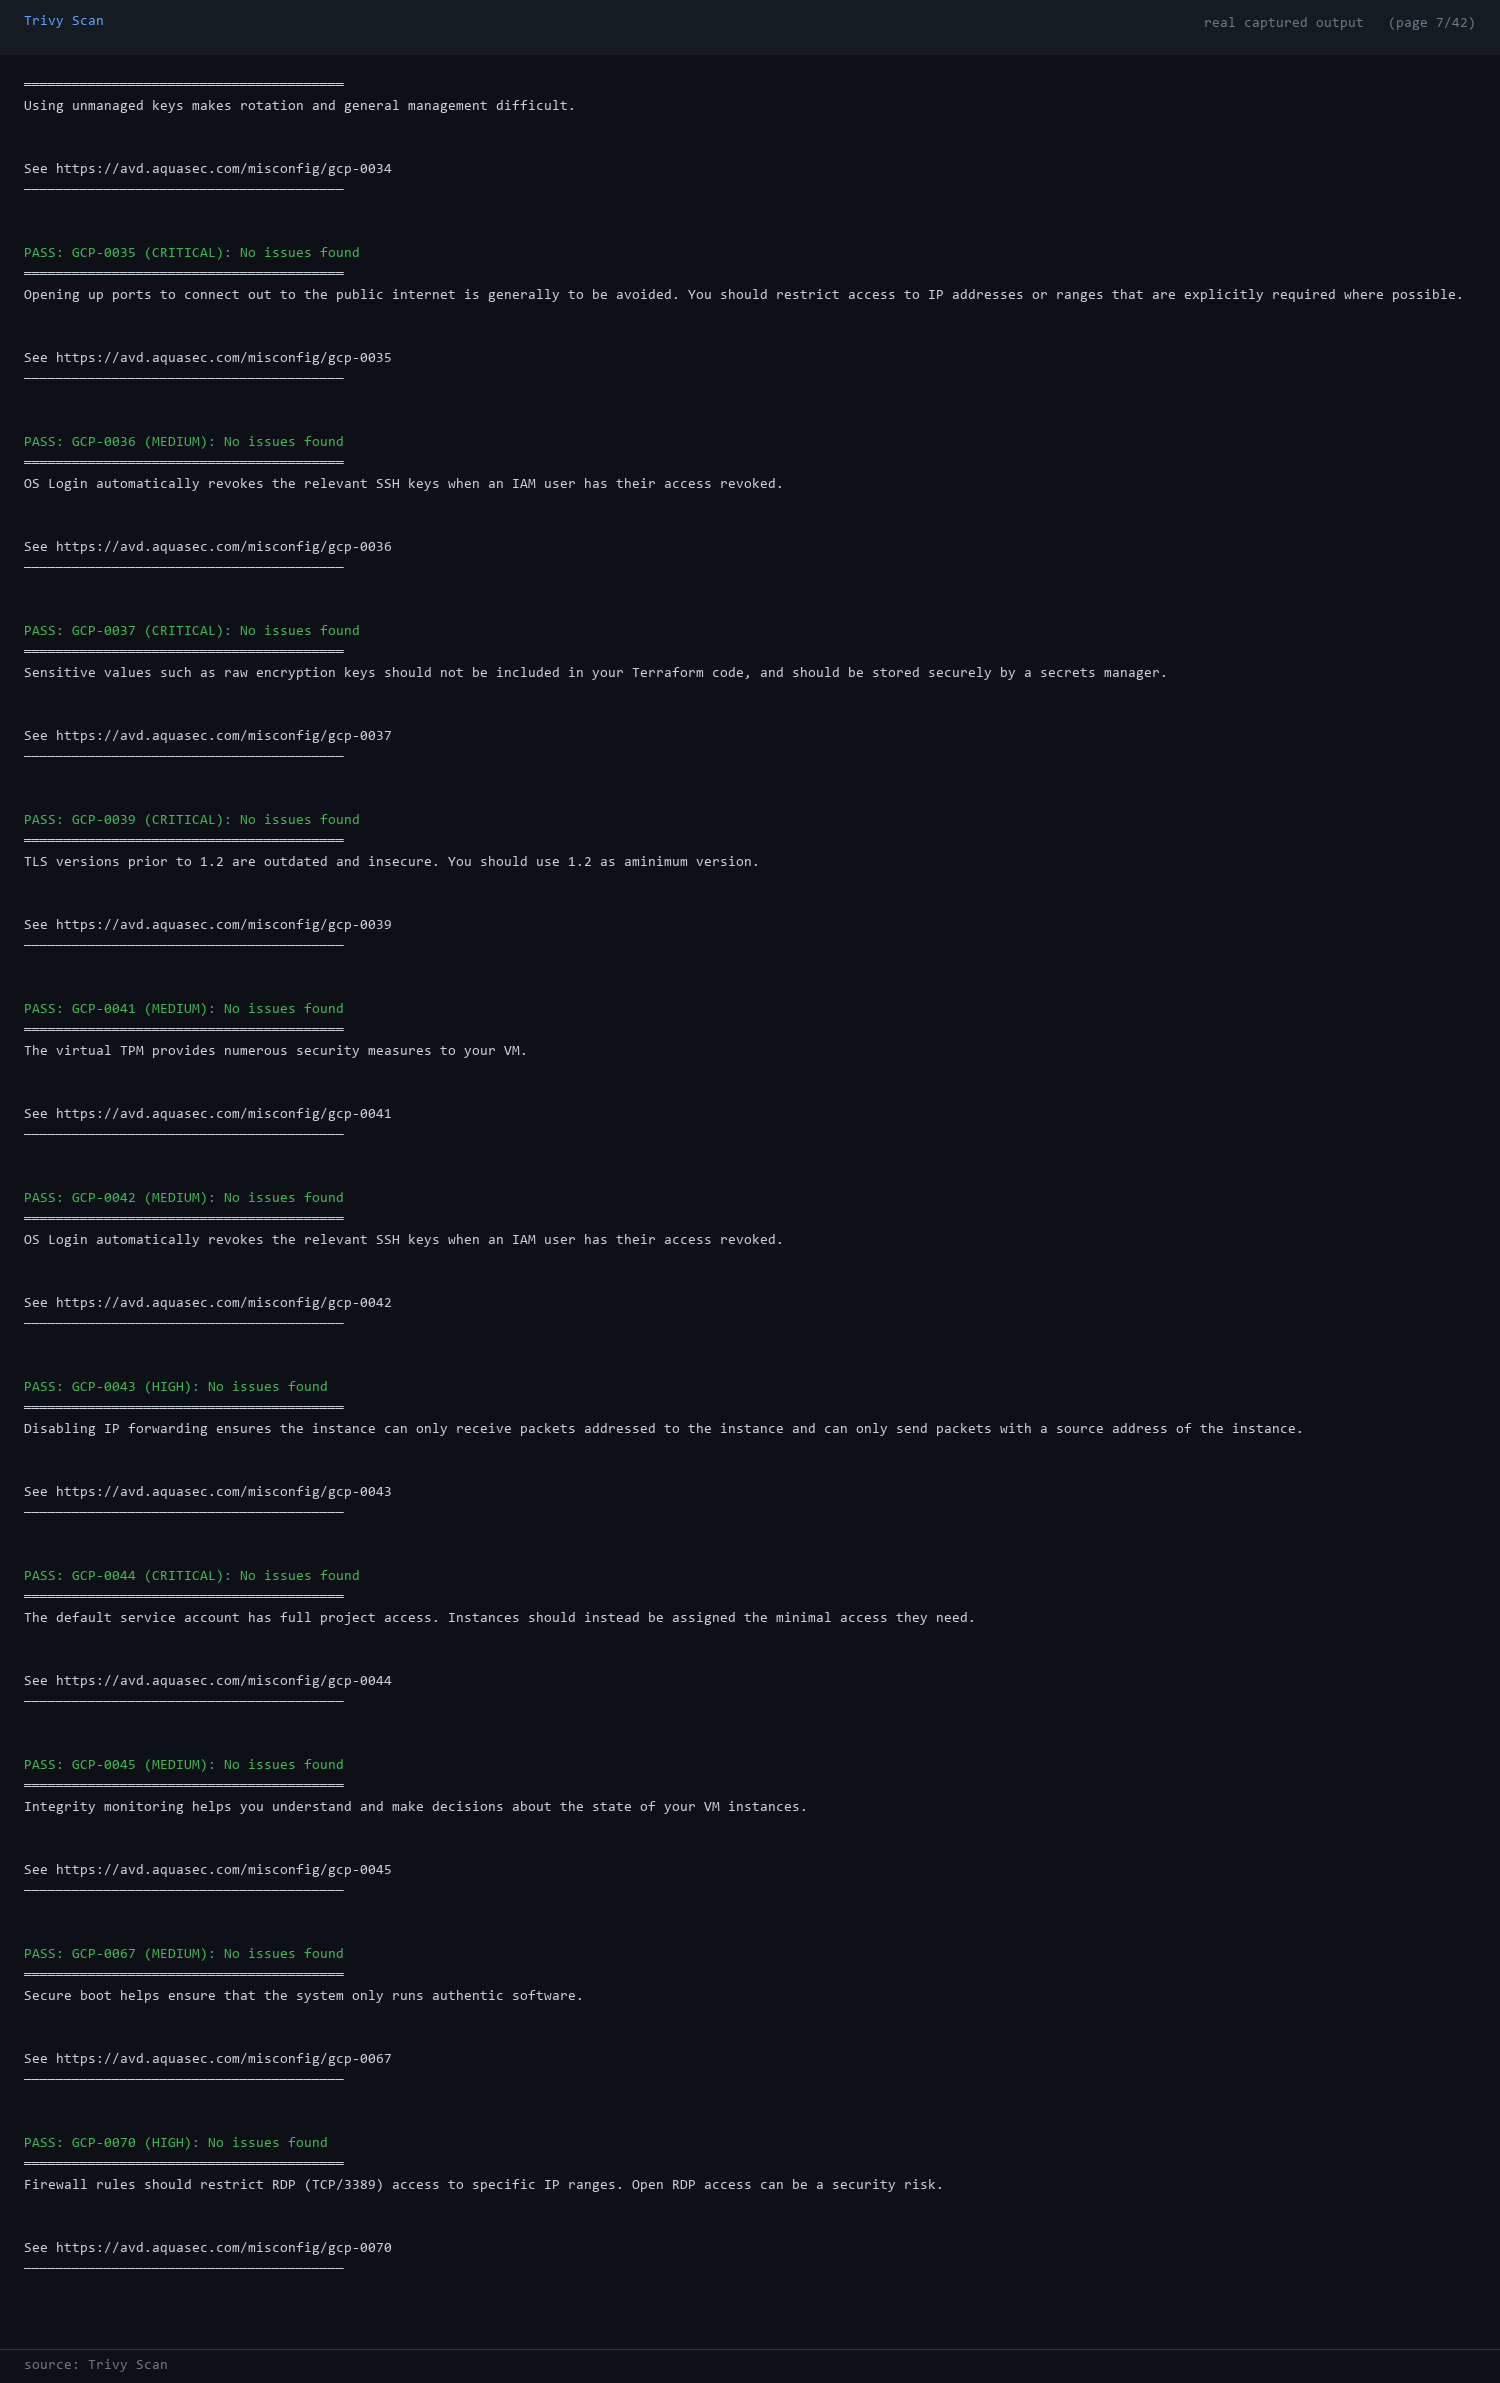 Trivy Scan
real captured output   (page 7/42)
════════════════════════════════════════
Using unmanaged keys makes rotation and general management difficult.
See https://avd.aquasec.com/misconfig/gcp-0034
────────────────────────────────────────
PASS: GCP-0035 (CRITICAL): No issues found
════════════════════════════════════════
Opening up ports to connect out to the public internet is generally to be avoided. You should restrict access to IP addresses or ranges that are explicitly required where possible.
See https://avd.aquasec.com/misconfig/gcp-0035
────────────────────────────────────────
PASS: GCP-0036 (MEDIUM): No issues found
════════════════════════════════════════
OS Login automatically revokes the relevant SSH keys when an IAM user has their access revoked.
See https://avd.aquasec.com/misconfig/gcp-0036
────────────────────────────────────────
PASS: GCP-0037 (CRITICAL): No issues found
════════════════════════════════════════
Sensitive values such as raw encryption keys should not be included in your Terraform code, and should be stored securely by a secrets manager.
See https://avd.aquasec.com/misconfig/gcp-0037
────────────────────────────────────────
PASS: GCP-0039 (CRITICAL): No issues found
════════════════════════════════════════
TLS versions prior to 1.2 are outdated and insecure. You should use 1.2 as aminimum version.
See https://avd.aquasec.com/misconfig/gcp-0039
────────────────────────────────────────
PASS: GCP-0041 (MEDIUM): No issues found
════════════════════════════════════════
The virtual TPM provides numerous security measures to your VM.
See https://avd.aquasec.com/misconfig/gcp-0041
────────────────────────────────────────
PASS: GCP-0042 (MEDIUM): No issues found
════════════════════════════════════════
OS Login automatically revokes the relevant SSH keys when an IAM user has their access revoked.
See https://avd.aquasec.com/misconfig/gcp-0042
────────────────────────────────────────
PASS: GCP-0043 (HIGH): No issues found
════════════════════════════════════════
Disabling IP forwarding ensures the instance can only receive packets addressed to the instance and can only send packets with a source address of the instance.
See https://avd.aquasec.com/misconfig/gcp-0043
────────────────────────────────────────
PASS: GCP-0044 (CRITICAL): No issues found
════════════════════════════════════════
The default service account has full project access. Instances should instead be assigned the minimal access they need.
See https://avd.aquasec.com/misconfig/gcp-0044
────────────────────────────────────────
PASS: GCP-0045 (MEDIUM): No issues found
════════════════════════════════════════
Integrity monitoring helps you understand and make decisions about the state of your VM instances.
See https://avd.aquasec.com/misconfig/gcp-0045
────────────────────────────────────────
PASS: GCP-0067 (MEDIUM): No issues found
════════════════════════════════════════
Secure boot helps ensure that the system only runs authentic software.
See https://avd.aquasec.com/misconfig/gcp-0067
────────────────────────────────────────
PASS: GCP-0070 (HIGH): No issues found
════════════════════════════════════════
Firewall rules should restrict RDP (TCP/3389) access to specific IP ranges. Open RDP access can be a security risk.
See https://avd.aquasec.com/misconfig/gcp-0070
────────────────────────────────────────
source: Trivy Scan